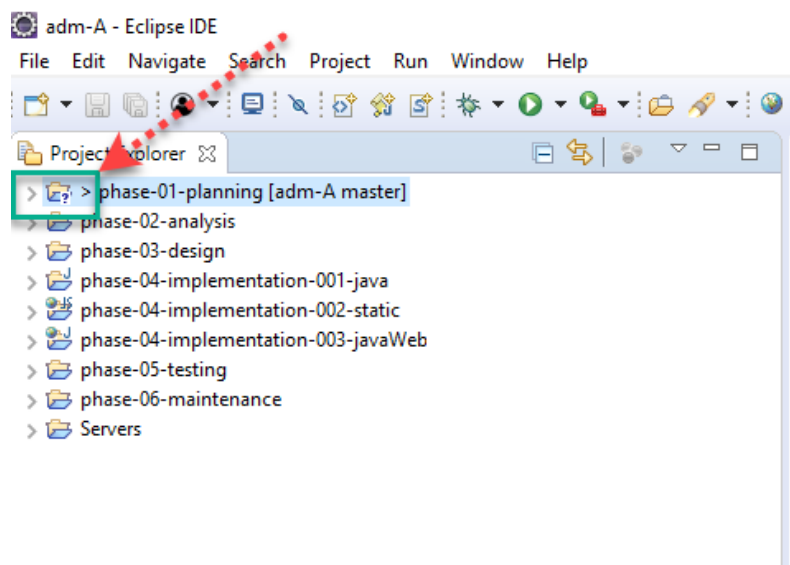 adm-A - Eclipse IDE
File Edit Navigate Search Project Run Window Help
Project Explorer
> phase-01-planning [adm-A master]
phase-02-analysis
phase-03-design
phase-04-implementation-001-java
phase-04-implementation-002-static
phase-04-implementation-003-javaWeb
phase-05-testing
phase-06-maintenance
Servers